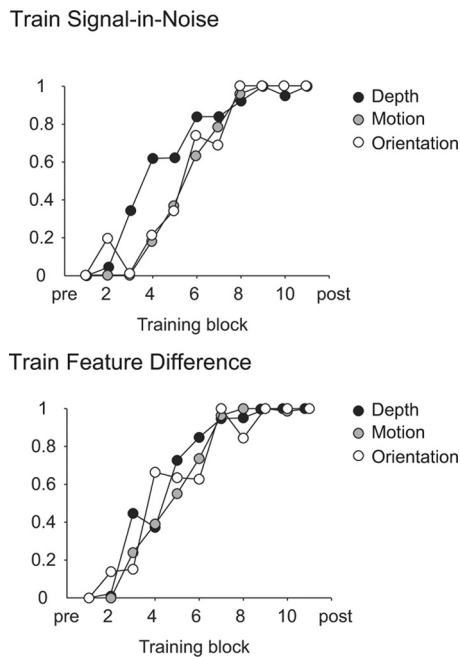 Train Signal-in-Noise
1
0.8
0.6
0.4
0.2
0
pre 2 4 6 8 10 post
Training block
Depth
Motion
Orientation
Train Feature Difference
1
0.8
0.6
0.4
0.2
0
pre 2 4 6 8 10 post
Training block
Depth
Motion
Orientation